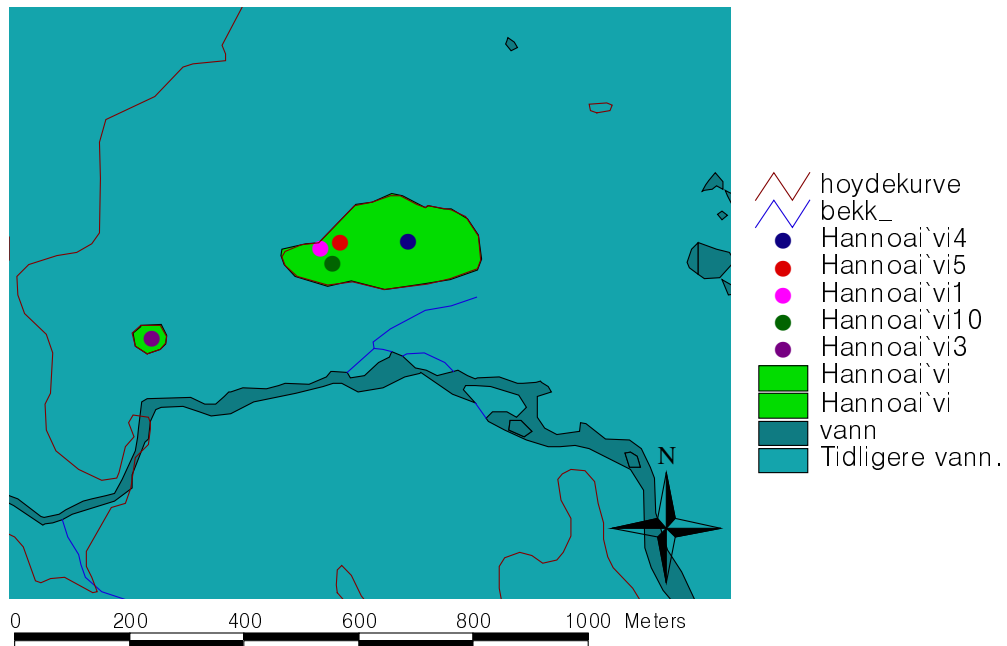 hoydekurve
bekk_
Hannoai`vi4
Hannoai`vi5
Hannoai`vi1
Hannoai`vi10
Hannoai`vi3
Hannoai`vi
Hannoai`vi
vann
Tidligere vann.
N
0 200 400 600 800 1000 Meters